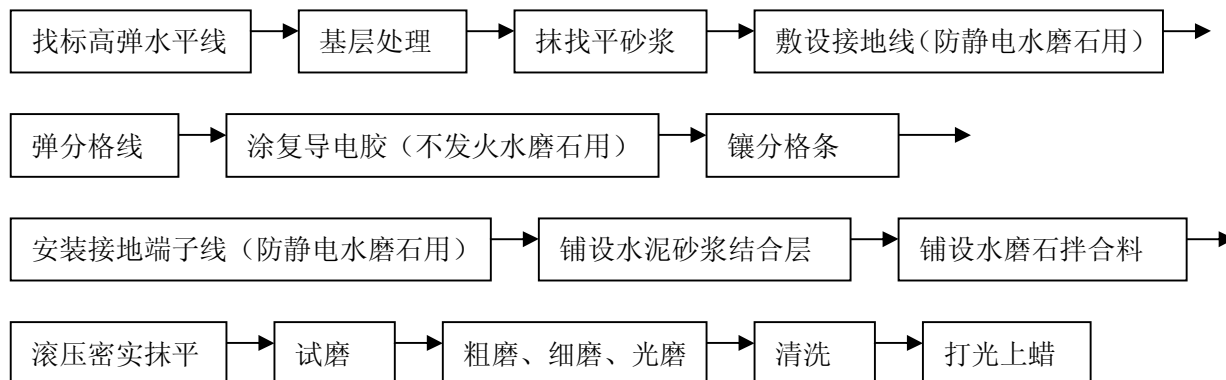 找标高弹水平线 基层处理 抹找平砂浆 敷设接地线（防静电水磨石用）
弹分格线 涂复导电胶（不发火水磨石用） 镶分格条
安装接地端子线（防静电水磨石用） 铺设水泥砂浆结合层 铺设水磨石拌合料
滚压密实抹平 试磨 粗磨、细磨、光磨 清洗 打光上蜡